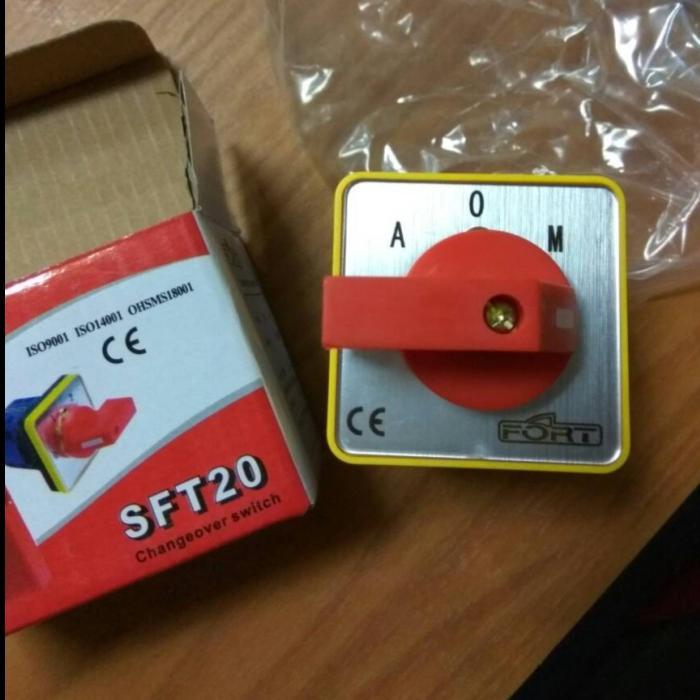 ISO9001 ISO14001 OHSMS18001
CE
SFT20
Changeover switch
O
A M
CE
FORT